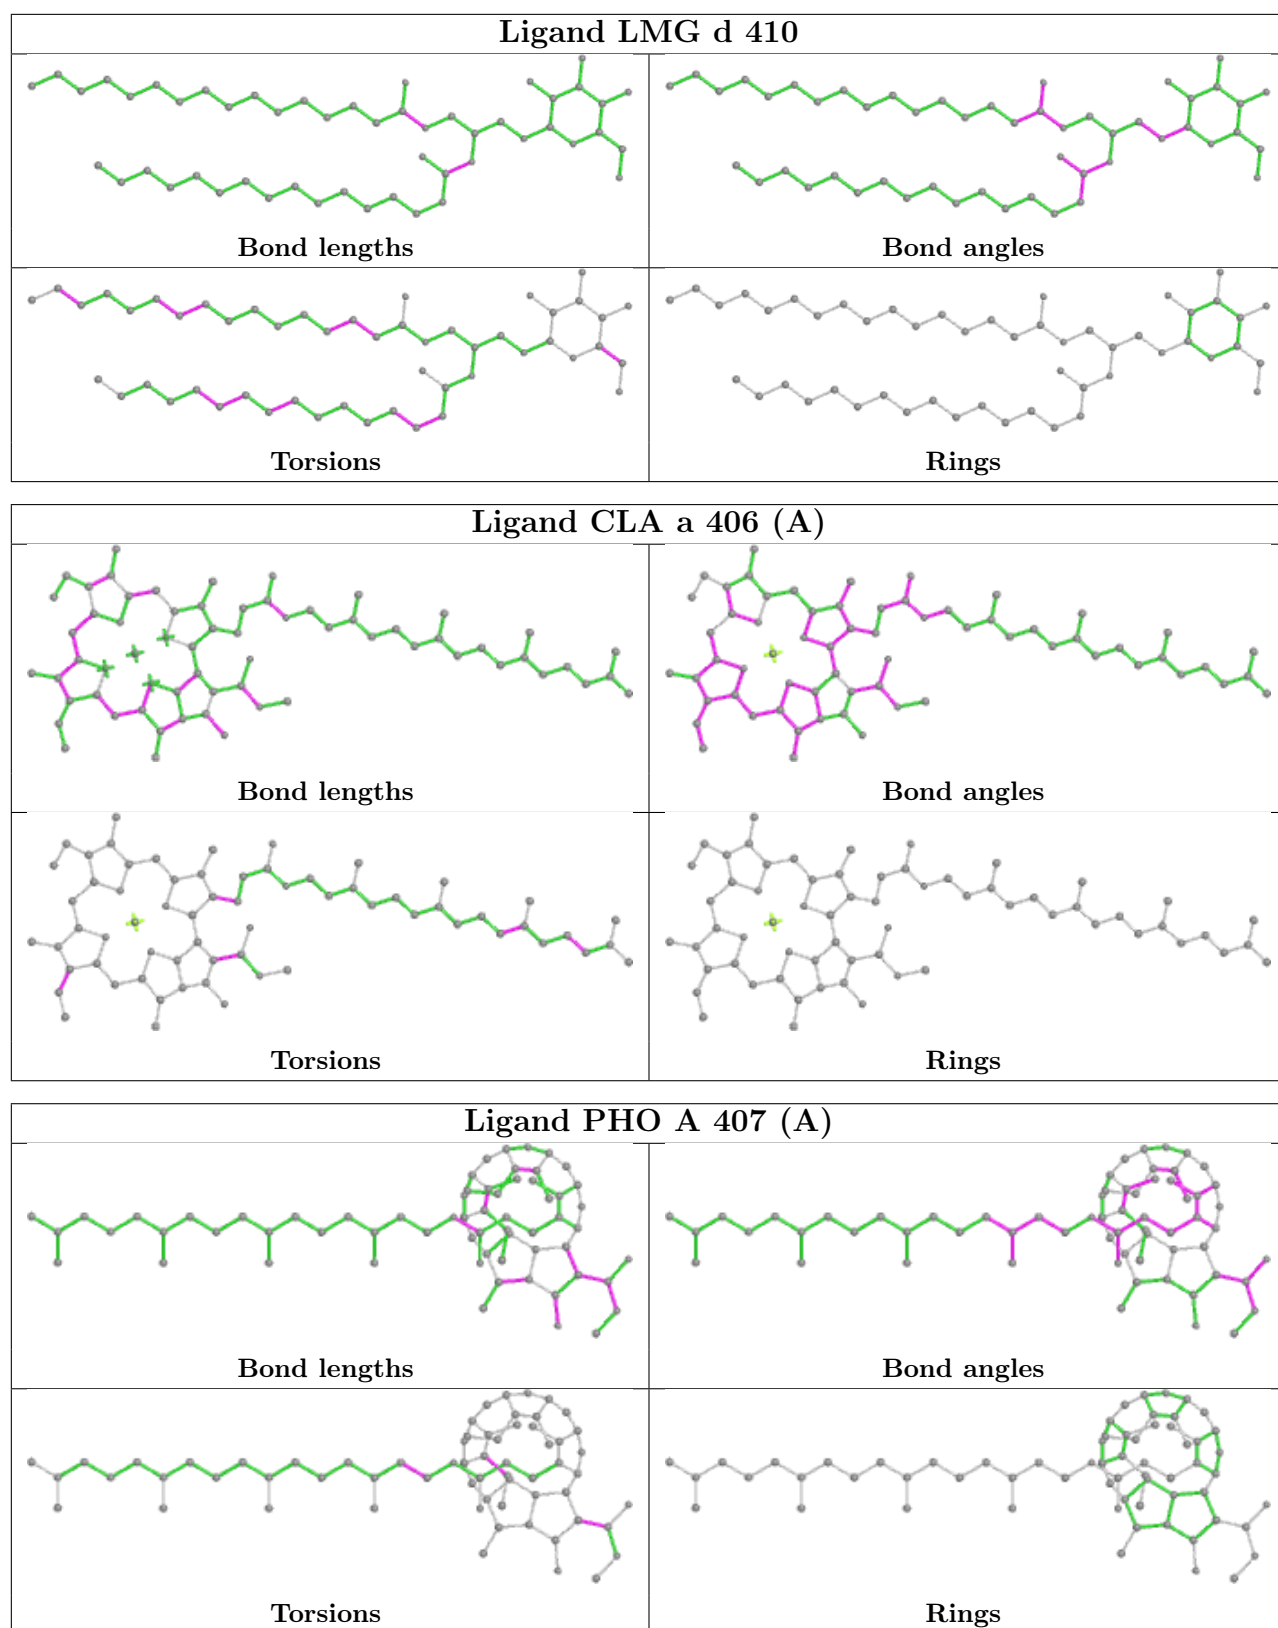 Ligand LMG d 410
Bond lengths
Bond angles
Torsions
Rings
Ligand CLA a 406 (A)
Bond lengths
Bond angles
Torsions
Rings
Ligand PHO A 407 (A)
Bond lengths
Bond angles
Torsions
Rings